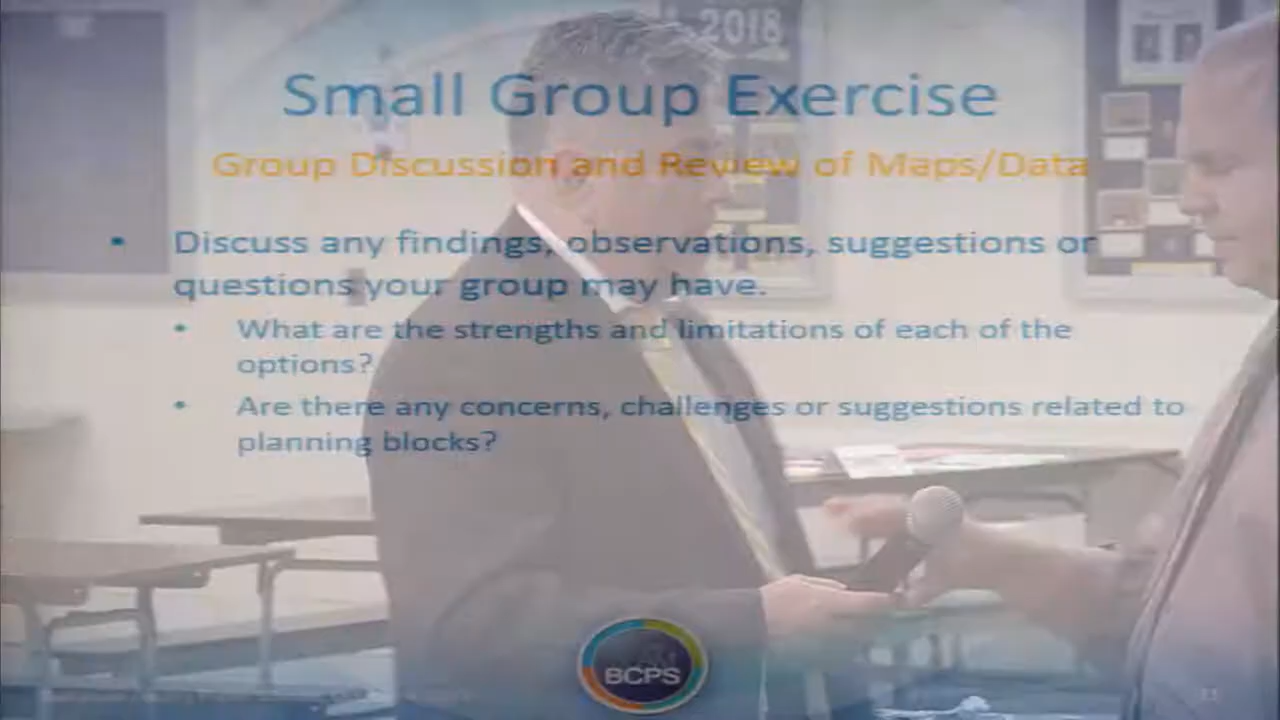 2018
Small Group Exercise
Group Discussion and Review of Maps/Data
• Discuss any findings, observations, suggestions or
questions your group may have.
• What are the strengths and limitations of each of the
options?
• Are there any concerns, challenges or suggestions related to
planning blocks?
BCPS